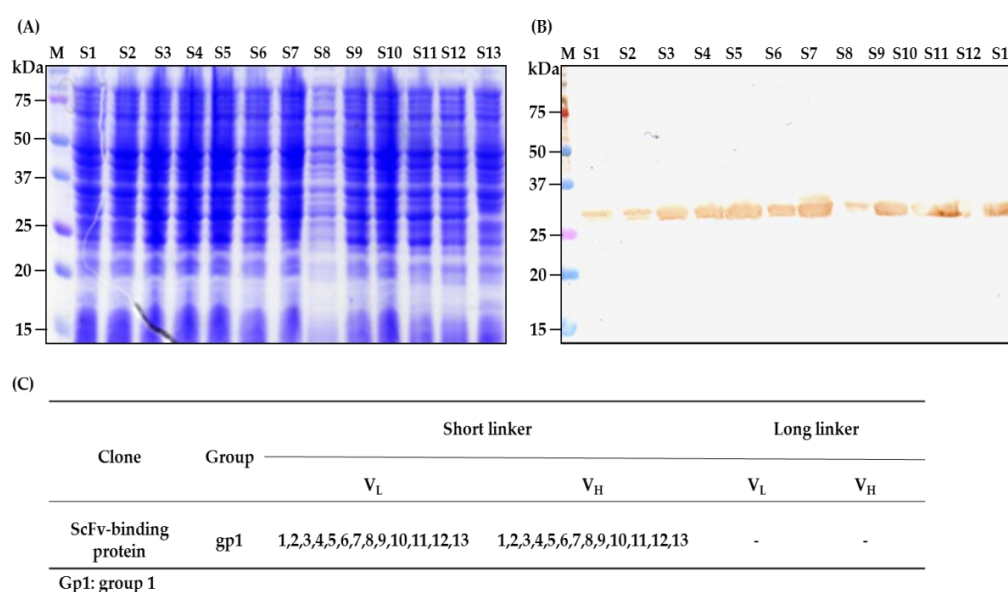 (A)
M S1 S2 S3 S4 S5 S6 S7 S8 S9 S10 S11 S12 S13
kDa
75
50
37
25
20
15
(B)
M S1 S2 S3 S4 S5 S6 S7 S8 S9 S10 S11 S12 S1
kDa
75
50
37
25
20
15
(C)
Clone Group Short linker Long linker
VL VH VL VH
ScFv-binding protein gp1 1,2,3,4,5,6,7,8,9,10,11,12,13 1,2,3,4,5,6,7,8,9,10,11,12,13 - -
Gp1: group 1